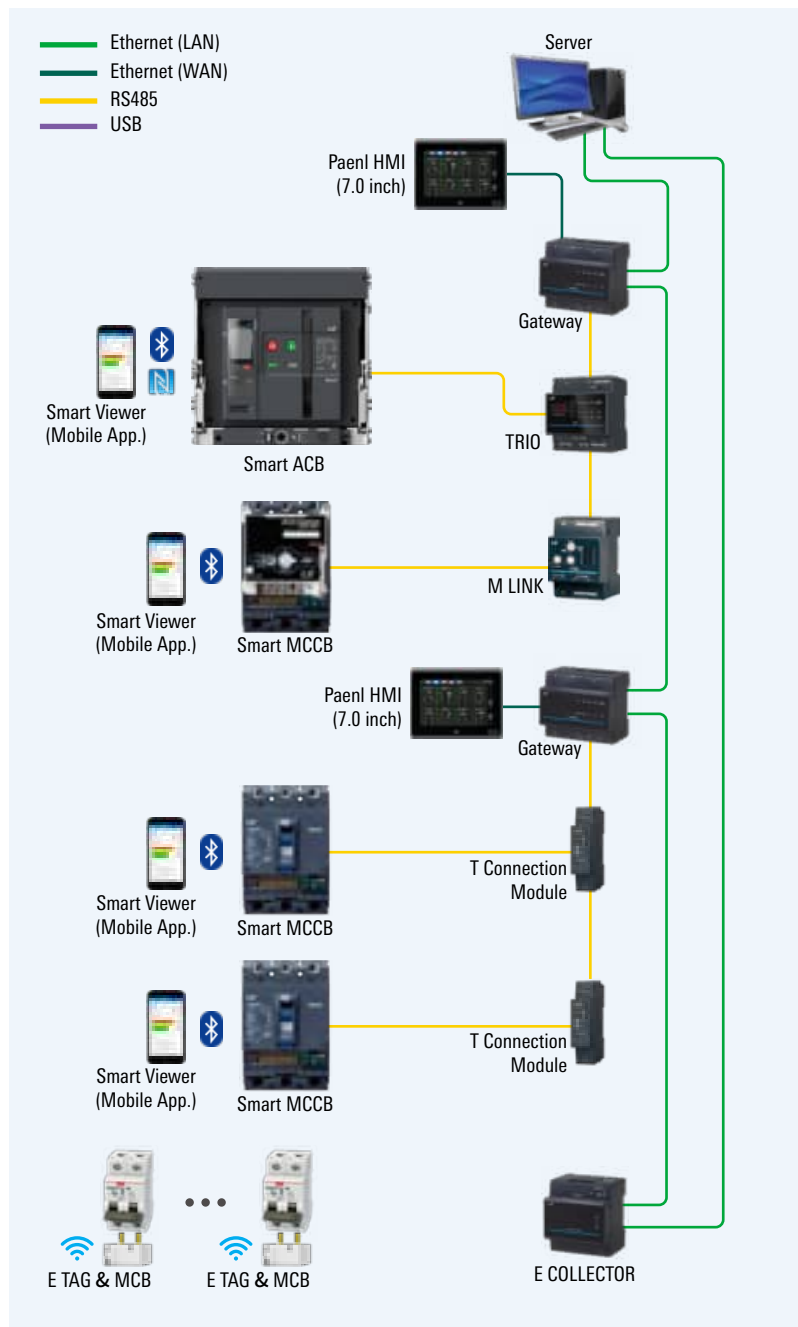 Ethernet (LAN)
Ethernet (WAN)
RS485
USB
Server
Paenl HMI
(7.0 inch)
Gateway
Smart Viewer
(Mobile App.)
Smart ACB
TRIO
M LINK
Smart Viewer
(Mobile App.)
Smart MCCB
Paenl HMI
(7.0 inch)
Gateway
T Connection
Module
Smart Viewer
(Mobile App.)
Smart MCCB
T Connection
Module
Smart Viewer
(Mobile App.)
Smart MCCB
E TAG & MCB
E TAG & MCB
E COLLECTOR